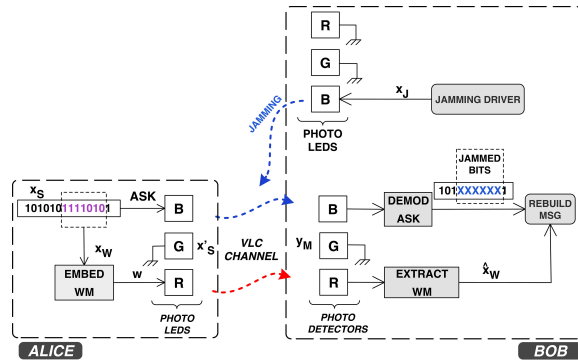 R
G
B
x_J
JAMMING DRIVER
JAMMING
PHOTO
LEDS
JAMMED
BITS
101XXXXXX1
x_S
ASK
101010111101011
B
B
DEMOD
ASK
REBUILD
MSG
x_W
G
x'_S
VLC
CHANNEL
y_M
G
EMBED
WM
w
R
R
EXTRACT
WM
x̂_W
PHOTO
LEDS
PHOTO
DETECTORS
ALICE
BOB